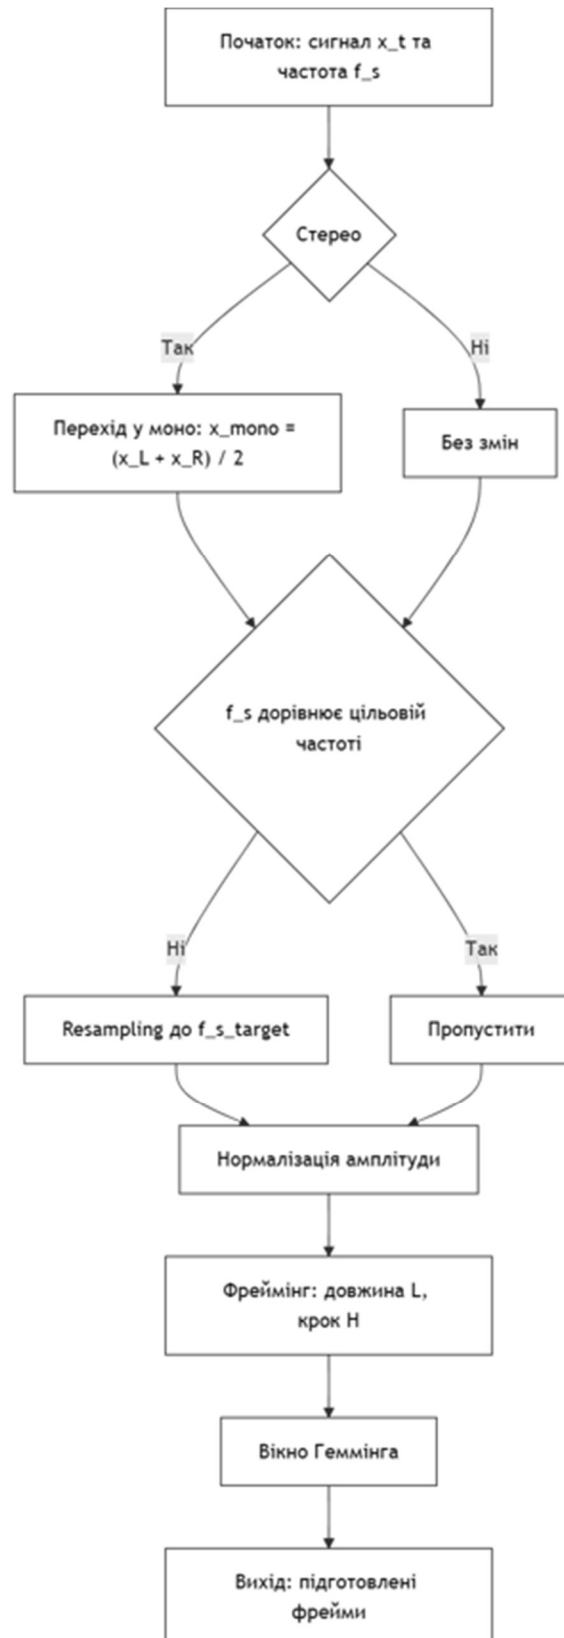 Початок: сигнал x_t та
частота f_s
Стерео
Так
Ні
Перехід у моно: x_mono =
(x_L + x_R) / 2
Без змін
f_s дорівнює цільовій
частоті
Ні
Так
Resampling до f_s_target
Пропустити
Нормалізація амплітуди
Фреймінг: довжина L,
крок H
Вікно Геммінга
Вихід: підготовлені
фрейми